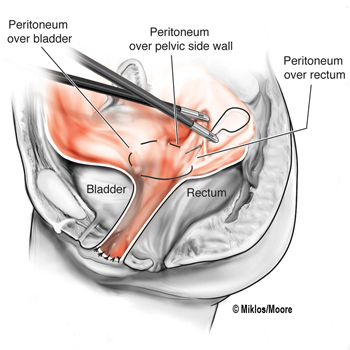 Peritoneum
over bladder
Peritoneum
over pelvic side wall
Peritoneum
over rectum
Bladder
Rectum
© Miklos/Moore